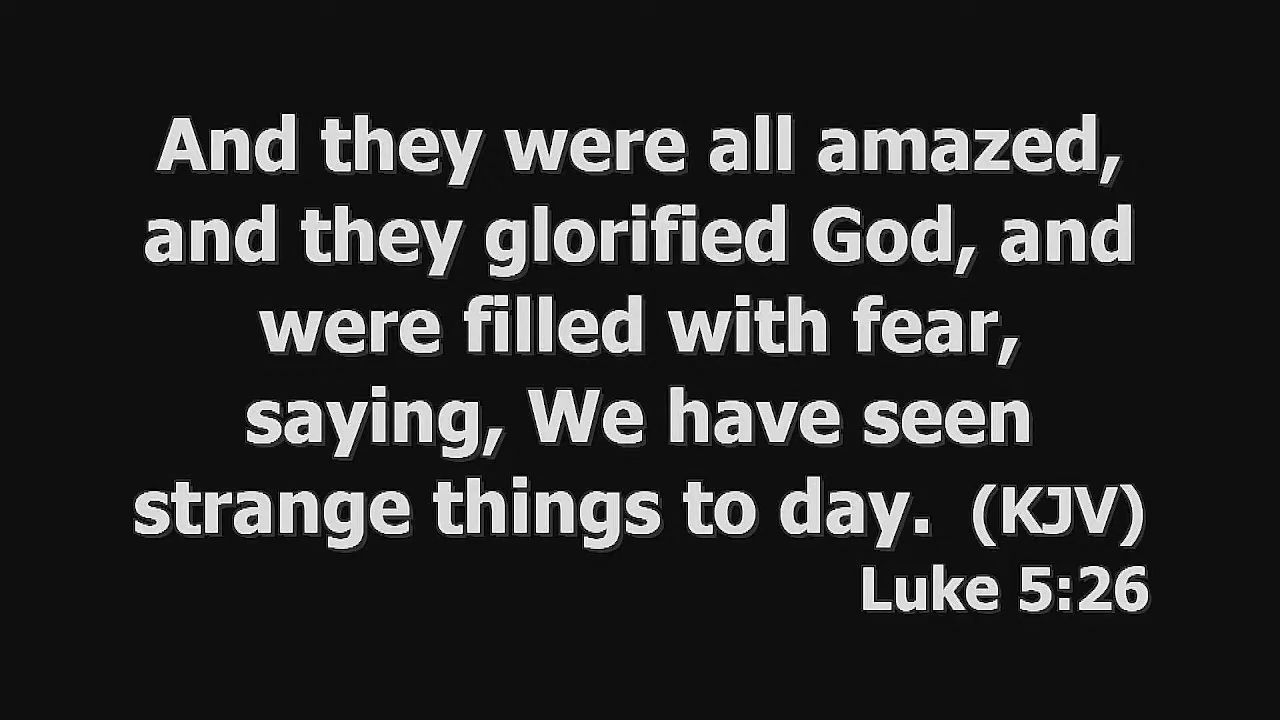 And they were all amazed,
and they glorified God, and
were filled with fear,
saying, We have seen
strange things to day.  (KJV)
Luke 5:26